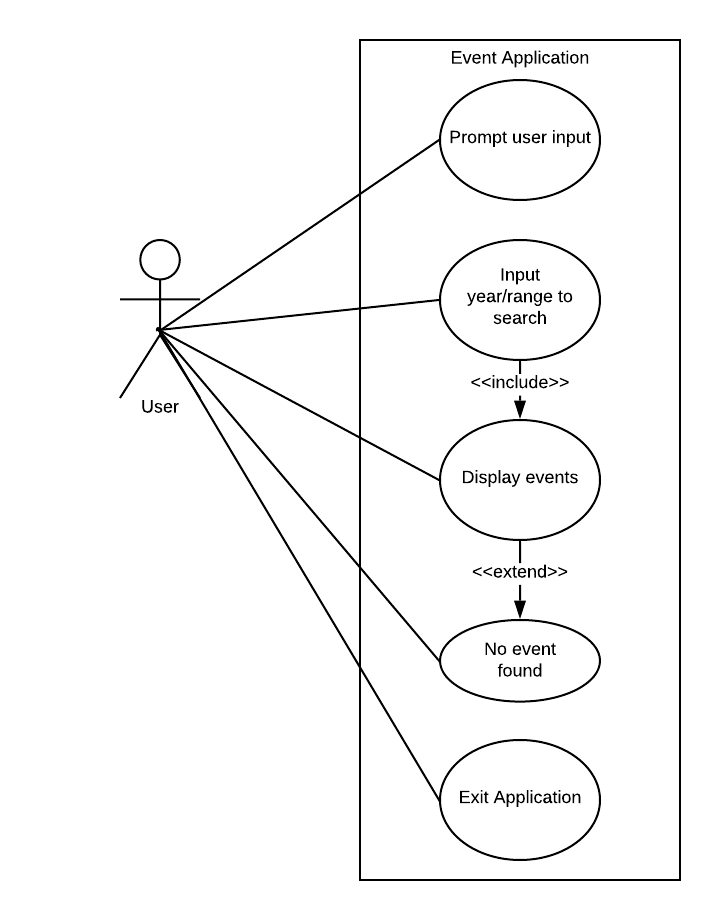 Event Application
Prompt user input
Input
year/range to
search
<<include>>
User
Display events
<<extend>>
No event
found
Exit Application